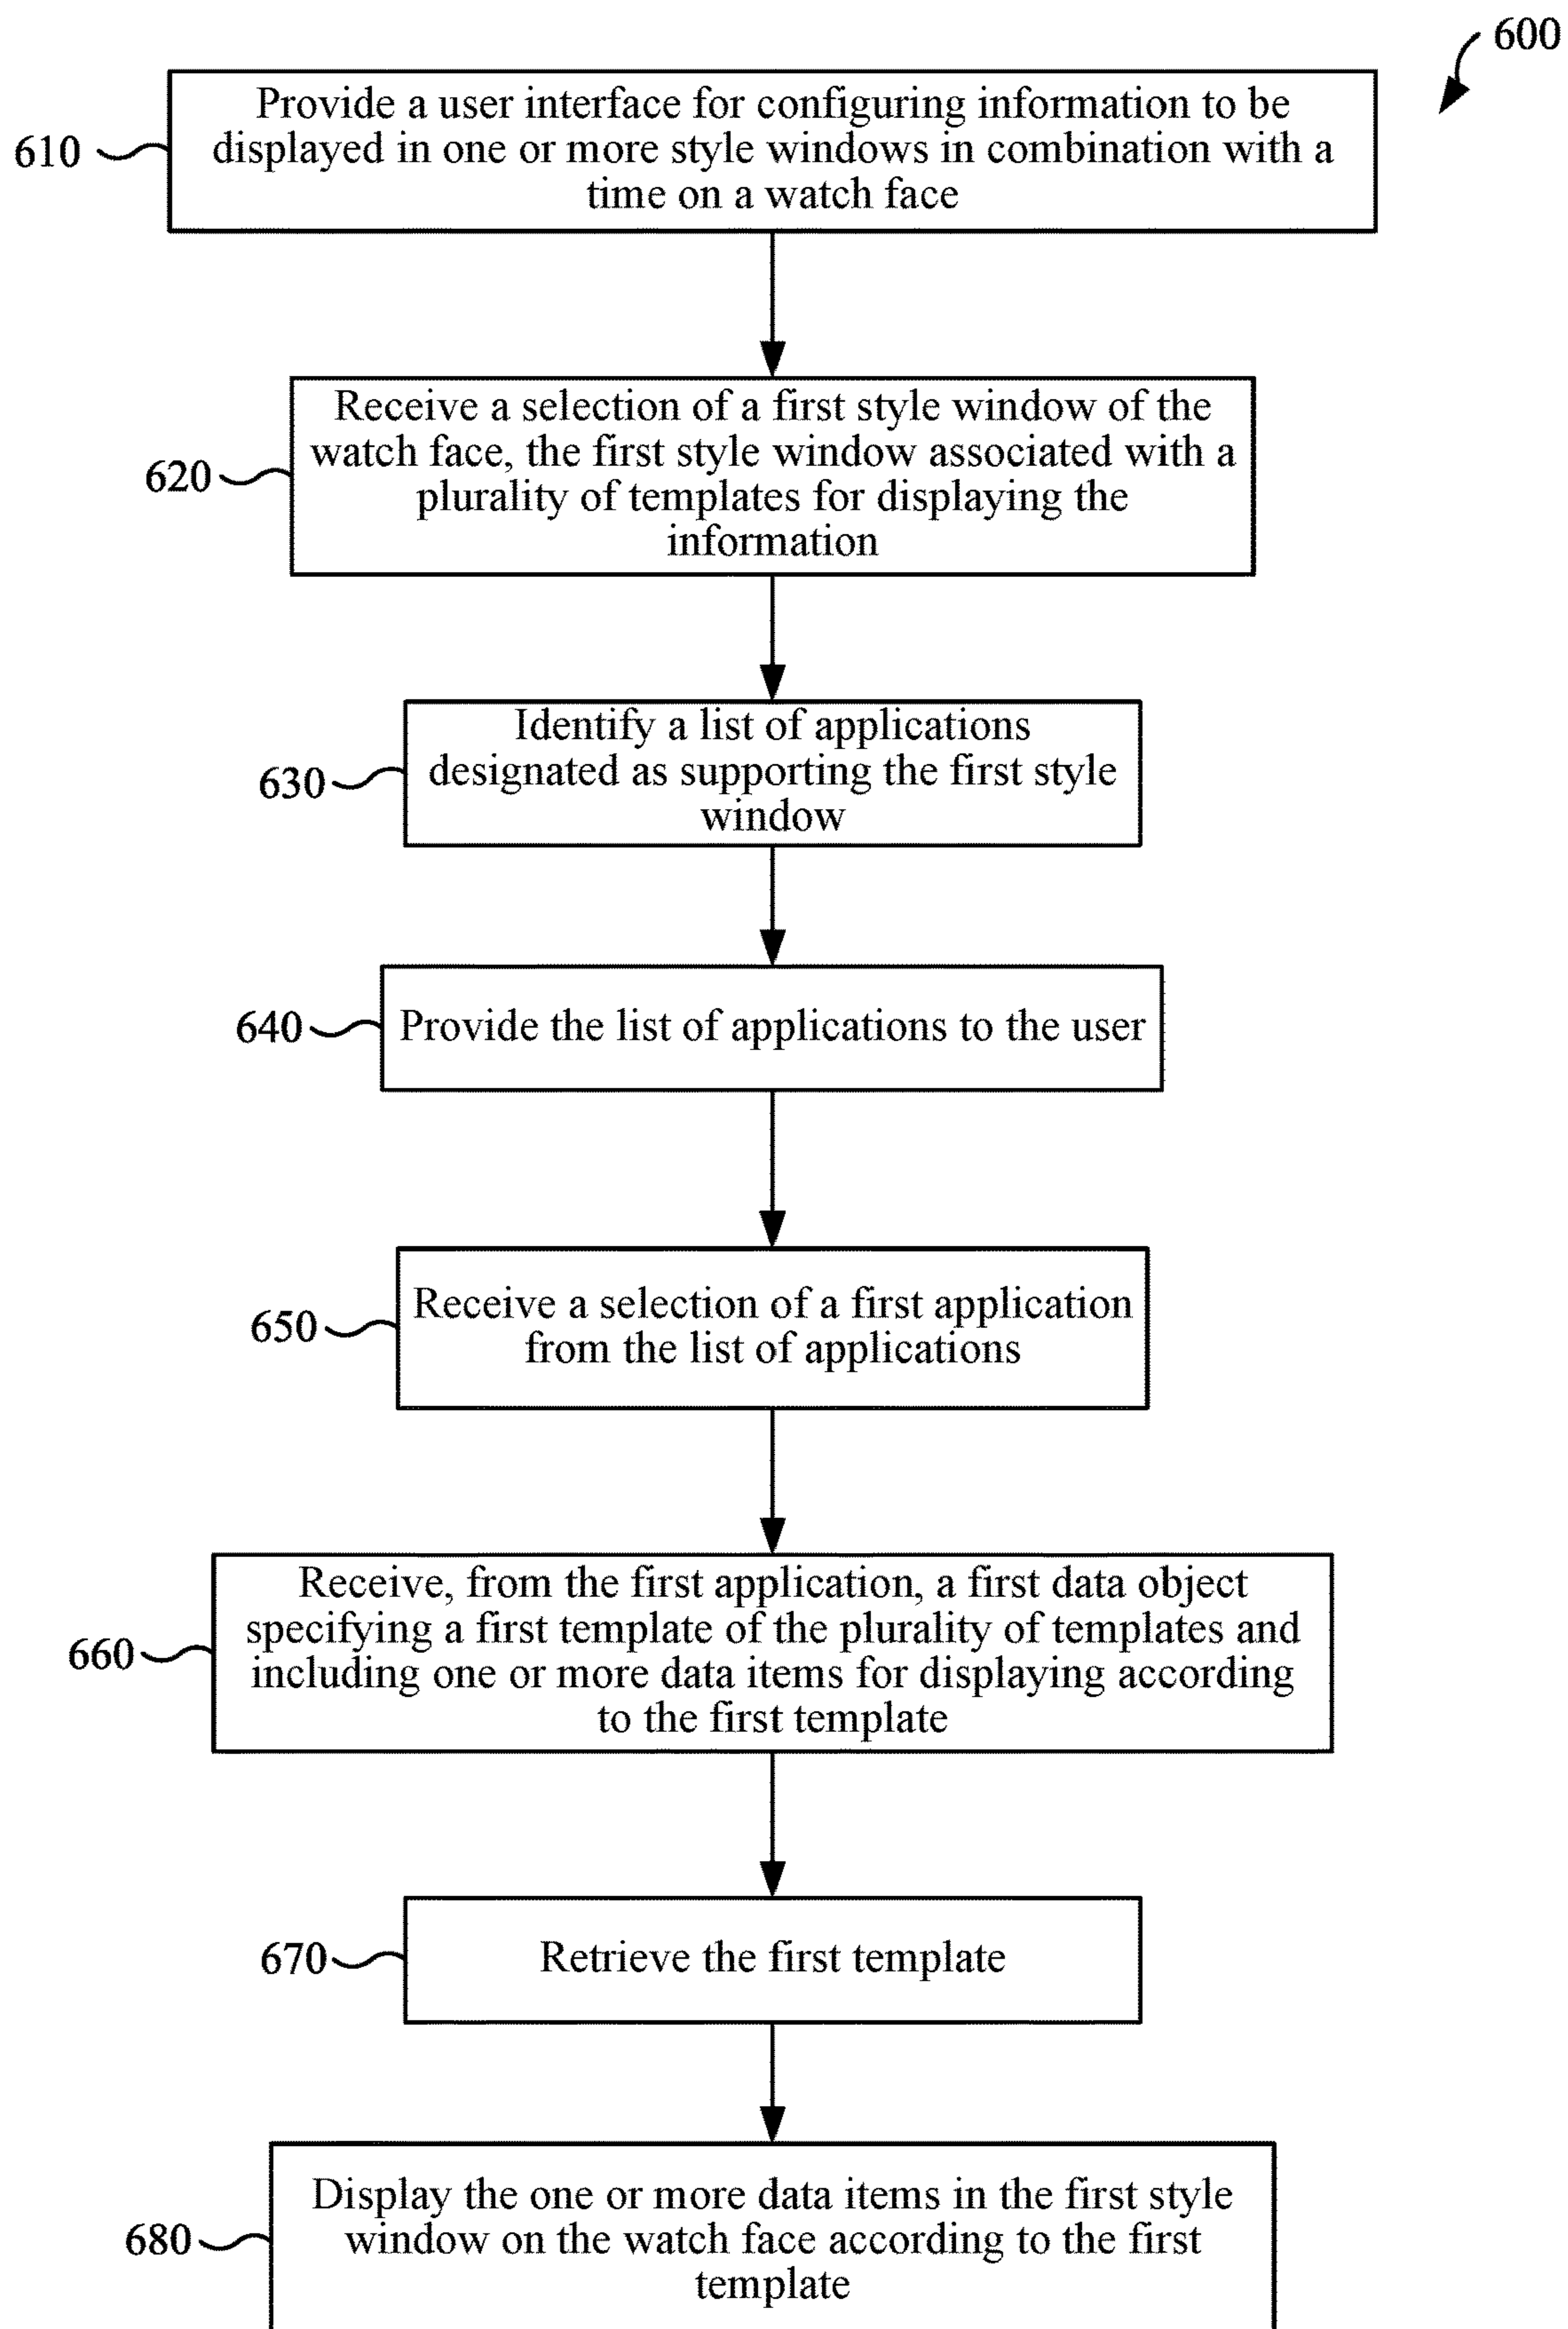 600
610
Provide a user interface for configuring information to be
displayed in one or more style windows in combination with a
time on a watch face
620
Receive a selection of a first style window of the
watch face, the first style window associated with a
plurality of templates for displaying the
information
630
Identify a list of applications
designated as supporting the first style
window
640
Provide the list of applications to the user
650
Receive a selection of a first application
from the list of applications
660
Receive, from the first application, a first data object
specifying a first template of the plurality of templates and
including one or more data items for displaying according
to the first template
670
Retrieve the first template
680
Display the one or more data items in the first style
window on the watch face according to the first
template